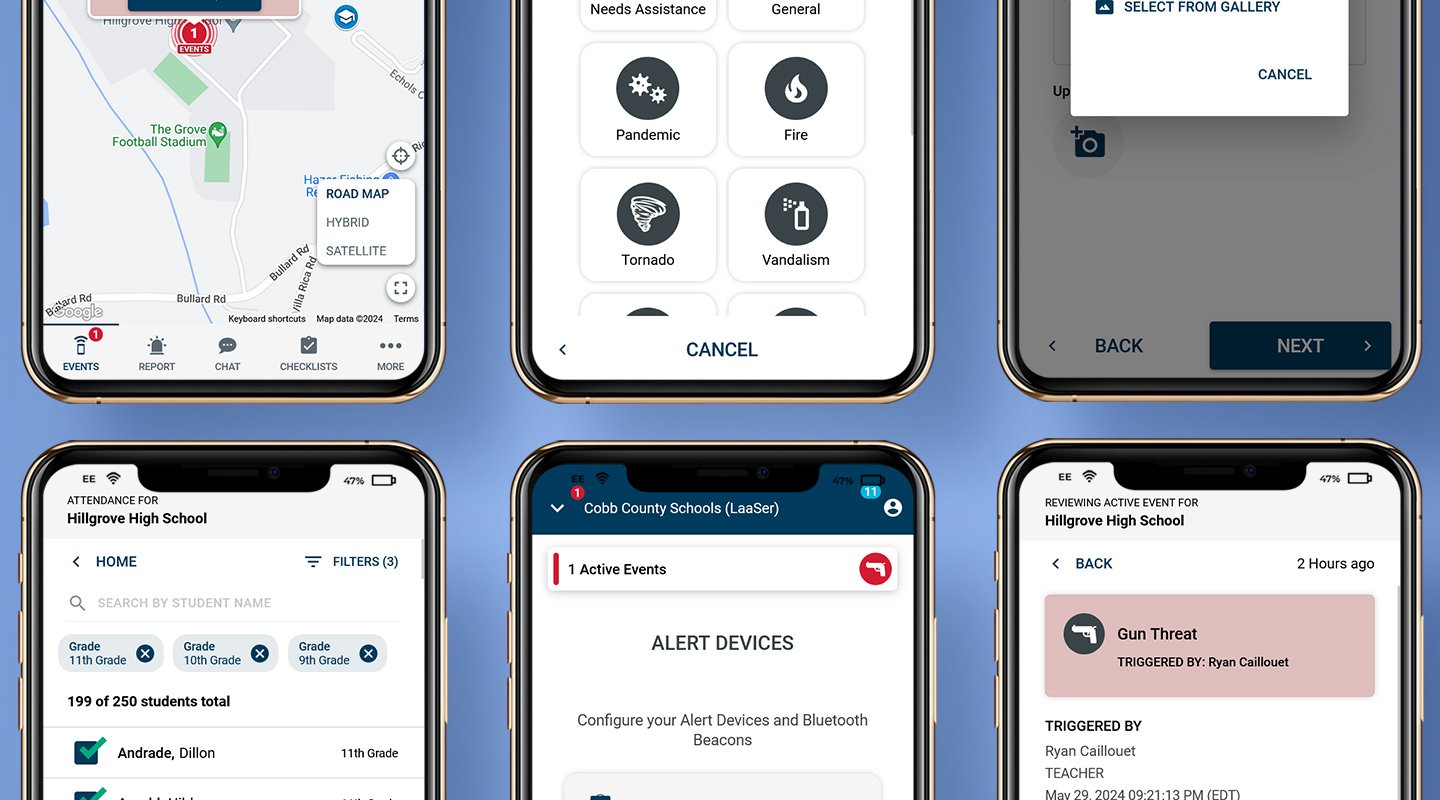 Hillgrove High School
1
EVENTS
Echols C
The Grove
Football Stadium
Hazer Fishing
ROAD MAP
HYBRID
SATELLITE
Bullard Rd
Villa Rica Rd
Bullard Rd
Bullard Rd
Google
Keyboard shortcuts Map data ©2024 Terms
1
EVENTS REPORT CHAT CHECKLISTS MORE
Needs Assistance General
Pandemic Fire
Tornado Vandalism
CANCEL
SELECT FROM GALLERY
CANCEL
Up
BACK NEXT
EE 47%
ATTENDANCE FOR
Hillgrove High School
HOME FILTERS (3)
SEARCH BY STUDENT NAME
Grade Grade Grade
11th Grade 10th Grade 9th Grade
199 of 250 students total
Andrade, Dillon 11th Grade
EE 47%
1 11
Cobb County Schools (LaaSer)
1 Active Events
ALERT DEVICES
Configure your Alert Devices and Bluetooth
Beacons
EE 47%
REVIEWING ACTIVE EVENT FOR
Hillgrove High School
BACK 2 Hours ago
Gun Threat
TRIGGERED BY: Ryan Caillouet
TRIGGERED BY
Ryan Caillouet
TEACHER
May 29, 2024 09:21:13 PM (EDT)